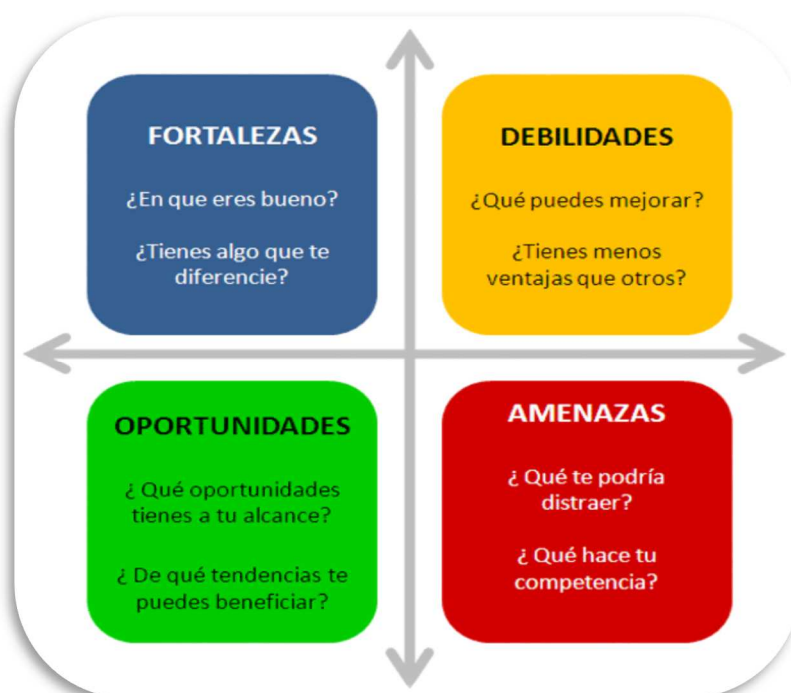 FORTALEZAS
¿En que eres bueno?
¿Tienes algo que te
diferencie?
DEBILIDADES
¿Qué puedes mejorar?
¿Tienes menos
ventajas que otros?
OPORTUNIDADES
¿ Qué oportunidades
tienes a tu alcance?
¿ De qué tendencias te
puedes beneficiar?
AMENAZAS
¿ Qué te podría
distraer?
¿ Qué hace tu
competencia?